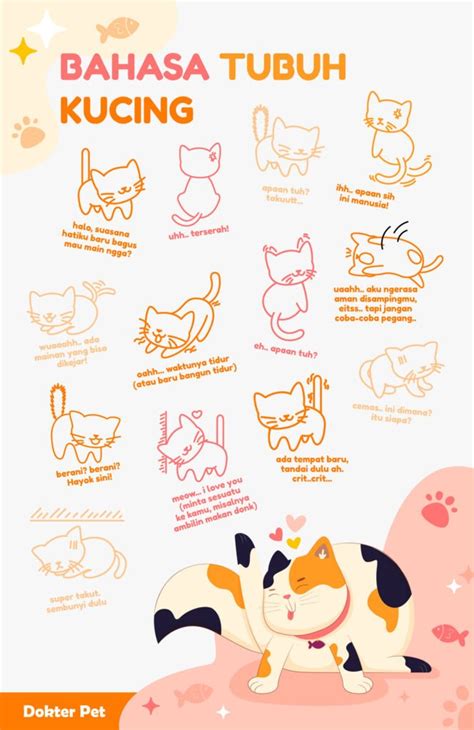 BAHASA TUBUH
KUCING
halo, suasana
hatiku baru bagus
mau main ngga?
uhh.. terserah!
apaan tuh?
takuutt..
ihh.. apaan sih
ini manusia!
wuaaahh.. ada
mainan yang bisa
dikejar!
oahh... waktunya tidur
(atau baru bangun tidur)
eh.. apaan tuh?
uaahh.. aku ngerasa
aman disampingmu,
eitss.. tapi jangan
coba-coba pegang..
berani? berani?
Hayok sini!
meow... i love you
(minta sesuatu
ke kamu, misalnya
ambilin makan donk)
ada tempat baru,
tandai dulu ah.
crit..crit...
cemas.. ini dimana?
itu siapa?
super takut.
sembunyi dulu
Dokter Pet